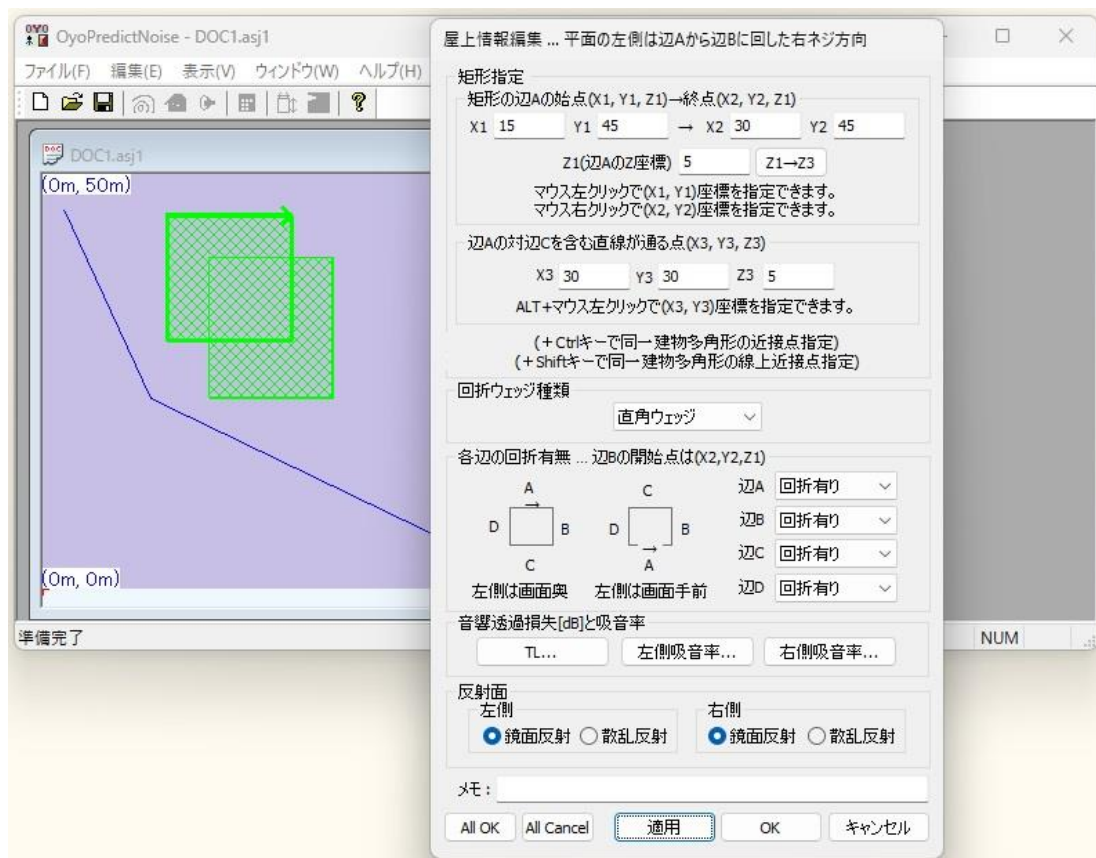 OyoPredictNoise - DOC1.asj1
ファイル(F) 編集(E) 表示(V) ウィンドウ(W) ヘルプ(H)
DOC1.asj1
(0m, 50m)
(0m, 0m)
準備完了
NUM
屋上情報編集 ... 平面の左側は辺Aから辺Bに回した右ネジ方向
矩形指定
矩形の辺Aの始点(X1, Y1, Z1)→終点(X2, Y2, Z1)
X1 15 Y1 45 → X2 30 Y2 45
Z1(辺AのZ座標) 5 Z1→Z3
マウス左クリックで(X1, Y1)座標を指定できます。
マウス右クリックで(X2, Y2)座標を指定できます。
辺Aの対辺Cを含む直線が通る点(X3, Y3, Z3)
X3 30 Y3 30 Z3 5
ALT+マウス左クリックで(X3, Y3)座標を指定できます。
(+Ctrlキーで同一建物多角形の近接点指定)
(+Shiftキーで同一建物多角形の線上近接点指定)
回折ウェッジ種類
直角ウェッジ
各辺の回折有無 ... 辺Bの開始点は(X2,Y2,Z1)
A C 辺A 回折有り
→
D B D B 辺B 回折有り
→
C A 辺C 回折有り
左側は画面奥 左側は画面手前 辺D 回折有り
音響透過損失[dB]と吸音率
TL... 左側吸音率... 右側吸音率...
反射面
左側 右側
鏡面反射 散乱反射 鏡面反射 散乱反射
メモ:
All OK All Cancel 適用 OK キャンセル